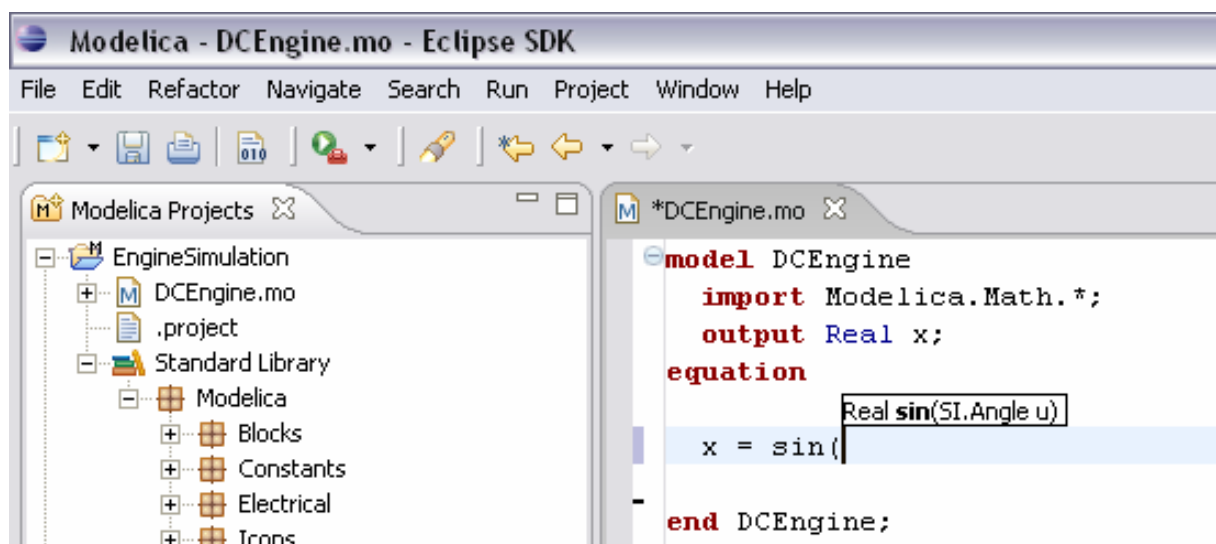 Modelica - DCEngine.mo - Eclipse SDK
File Edit Refactor Navigate Search Run Project Window Help
010
Modelica Projects
EngineSimulation
DCEngine.mo
.project
Standard Library
Modelica
Blocks
Constants
Electrical
Icons
*DCEngine.mo
model DCEngine
import Modelica.Math.*;
output Real x;
equation
Real sin(SI.Angle u)
x = sin(
end DCEngine;